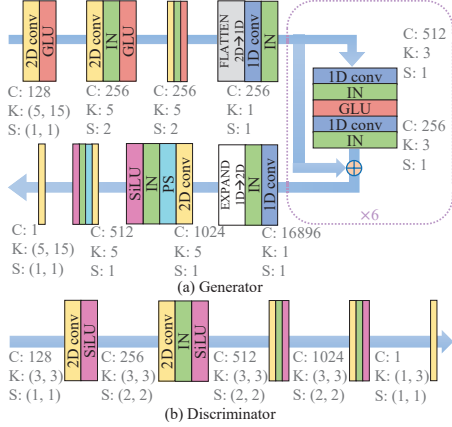 2D conv
GLU
2D conv
IN
GLU
FLATTEN
2D→1D
1D conv
IN
C: 128
K: (5, 15)
S: (1, 1)
C: 256
K: 5
S: 2
C: 256
K: 5
S: 2
C: 256
K: 1
S: 1
C: 512
K: 3
S: 1
1D conv
IN
GLU
1D conv
IN
C: 256
K: 3
S: 1
×6
SiLU
IN
PS
2D conv
EXPAND
1D→2D
IN
1D conv
C: 1
K: (5, 15)
S: (1, 1)
C: 512
K: 5
S: 1
C: 1024
K: 5
S: 1
C: 16896
K: 1
S: 1
(a) Generator
2D conv
SiLU
2D conv
IN
SiLU
C: 128
K: (3, 3)
S: (1, 1)
C: 256
K: (3, 3)
S: (2, 2)
C: 512
K: (3, 3)
S: (2, 2)
C: 1024
K: (3, 3)
S: (2, 2)
C: 1
K: (1, 3)
S: (1, 1)
(b) Discriminator